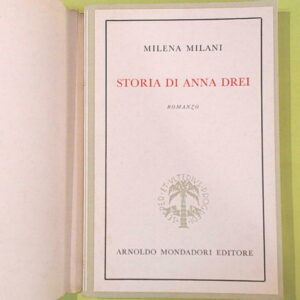 MILENA MILANI
STORIA DI ANNA DREI
ROMANZO
ARNOLDO MONDADORI EDITORE